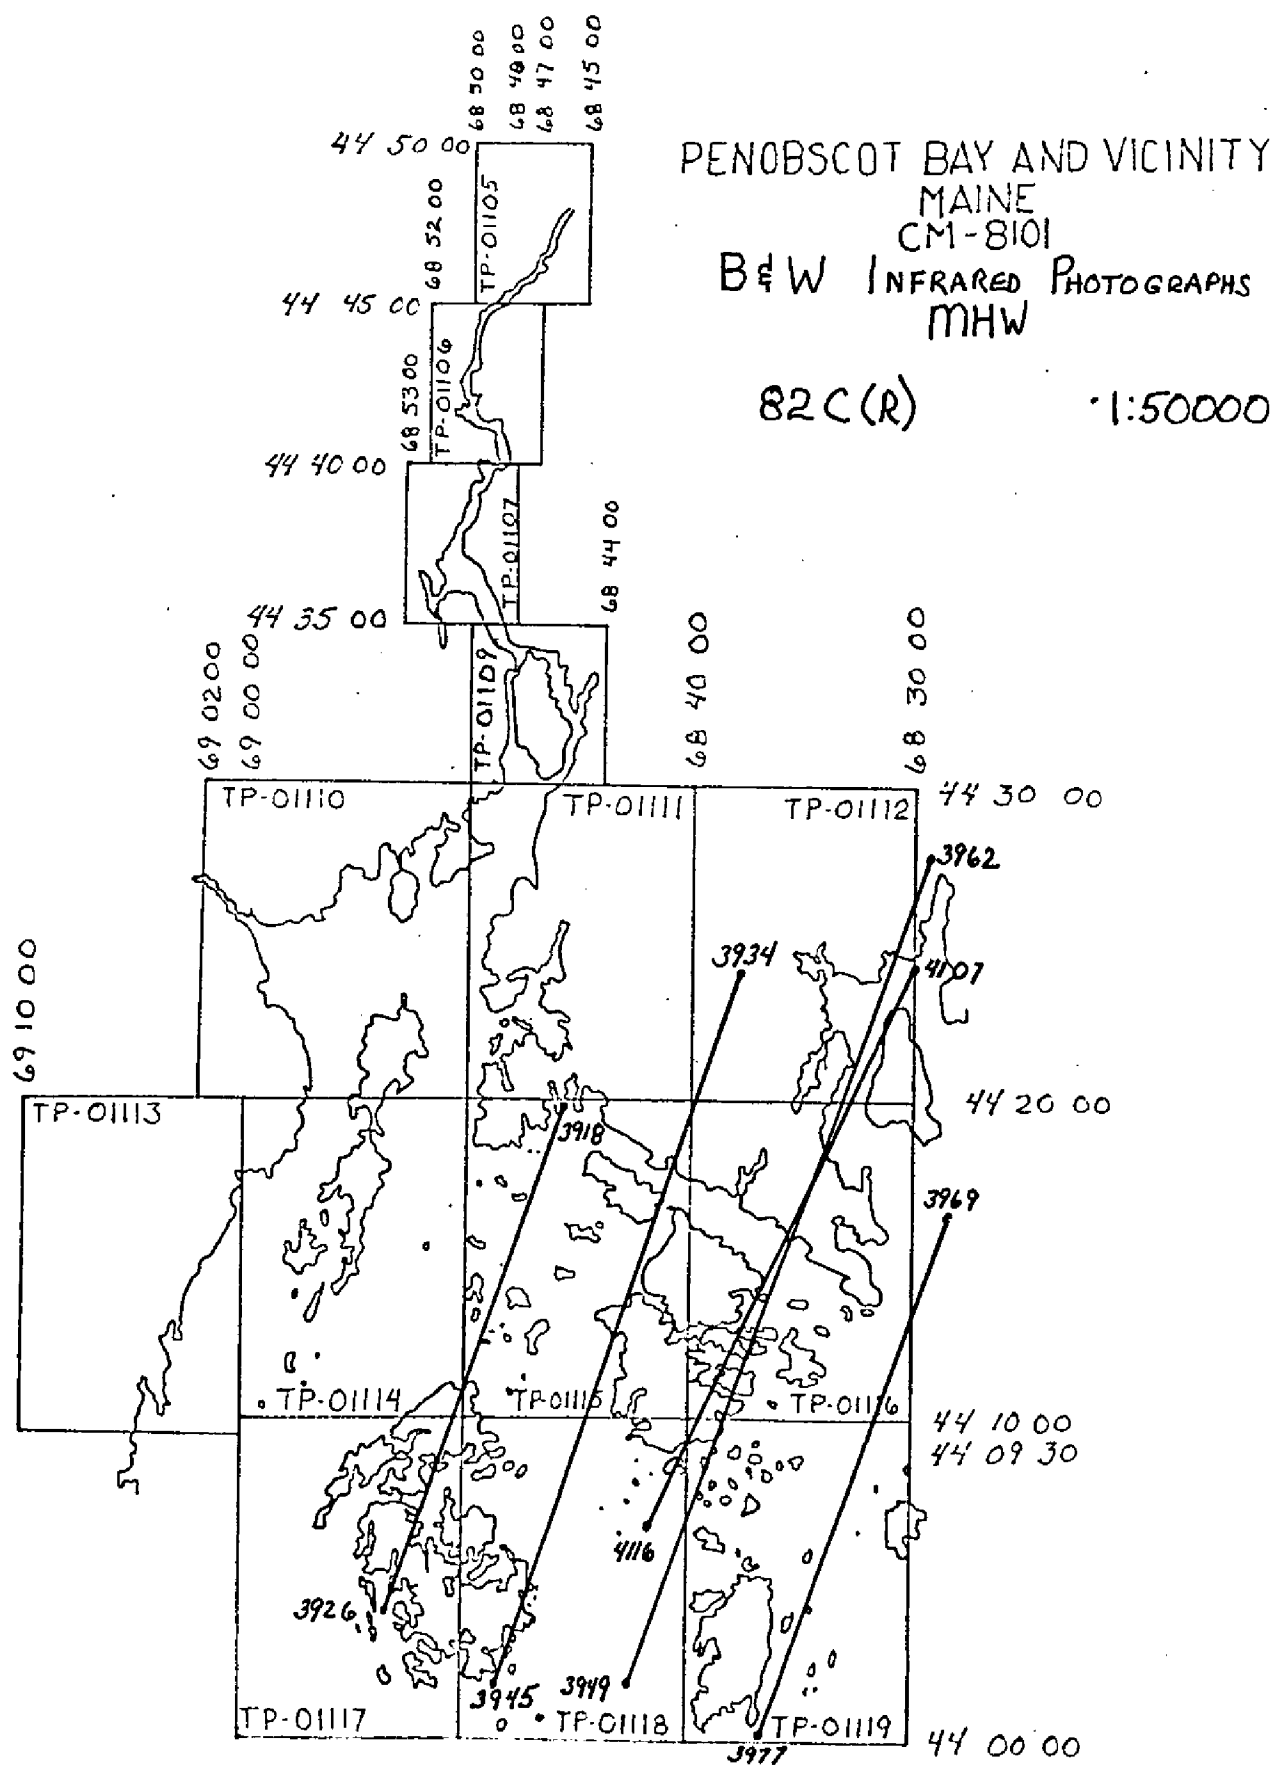 68 50 00
68 48 00
68 47 00
68 45 00
44 50 00
PENOBSCOT BAY AND VICINITY
MAINE
CM-8101
B & W INFRARED PHOTOGRAPHS
MHW
82 C (R) 1:50000
TP-01105
68 52 00
44 45 00
TP-01106
68 53 00
44 40 00
TP-01107
68 44 00
44 35 00
TP-01109
69 02 00
69 00 00
68 40 00
68 30 00
TP-01110
TP-01111
TP-01112
44 30 00
3962
3934
4107
69 10 00
TP-01113
44 20 00
3918
3969
TP-01114
TP-01115
TP-01116
44 10 00
44 09 30
4116
3926
3945
3949
TP-01117
TP-01118
TP-01119
3977
44 00 00